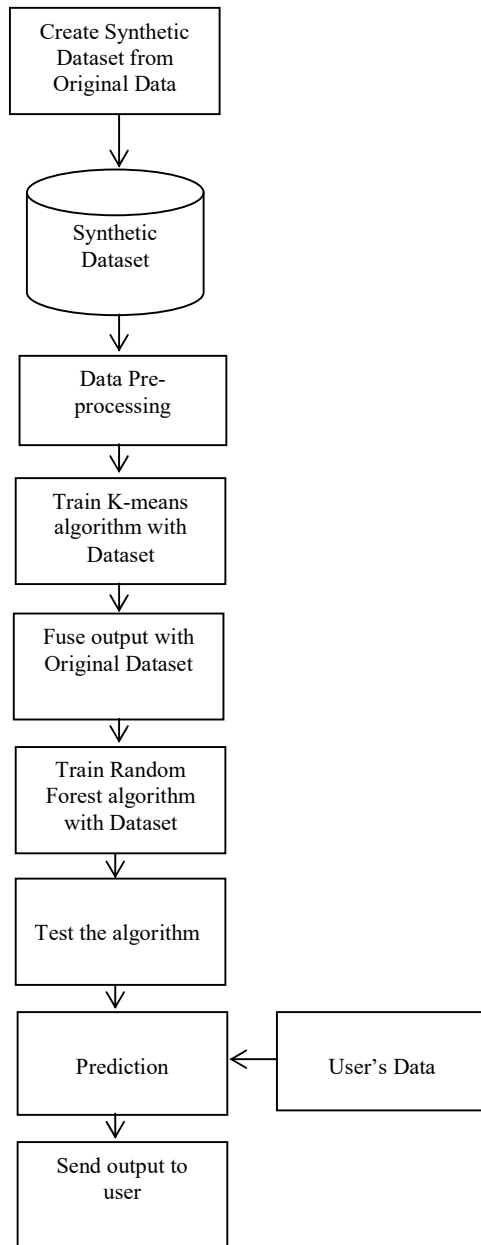 Create Synthetic
Dataset from
Original Data
Synthetic
Dataset
Data Pre-
processing
Train K-means
algorithm with
Dataset
Fuse output with
Original Dataset
Train Random
Forest algorithm
with Dataset
Test the algorithm
Prediction
User’s Data
Send output to
user